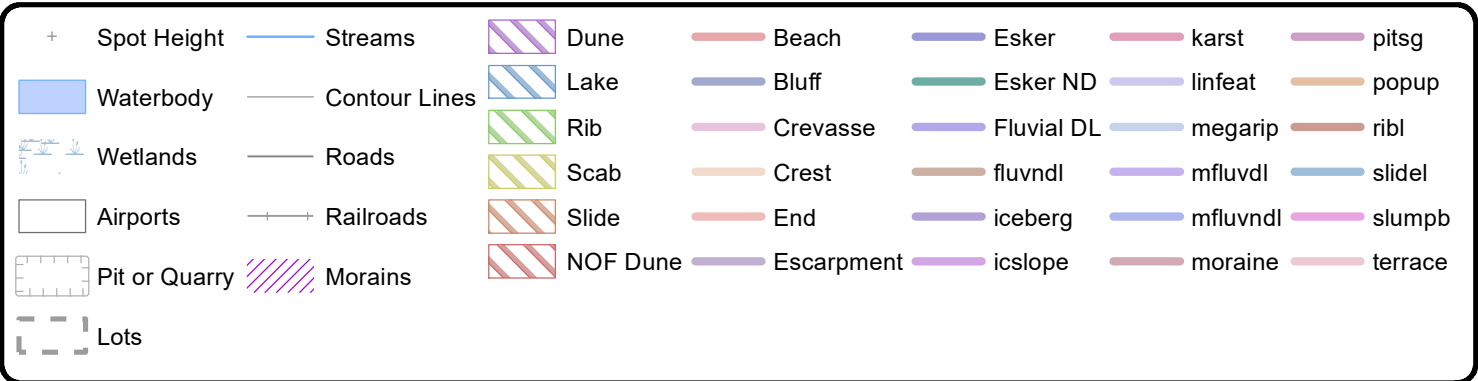 Spot Height
Waterbody
Wetlands
Airports
Pit or Quarry
Lots
Streams
Contour Lines
Roads
Railroads
Morains
Dune
Lake
Rib
Scab
Slide
NOF Dune
Beach
Bluff
Crevasse
Crest
End
Escarpment
Esker
Esker ND
Fluvial DL
fluvndl
iceberg
icslope
karst
linfeat
megarip
mfluvdl
mfluvndl
moraine
pitsg
popup
ribl
slidel
slumpb
terrace